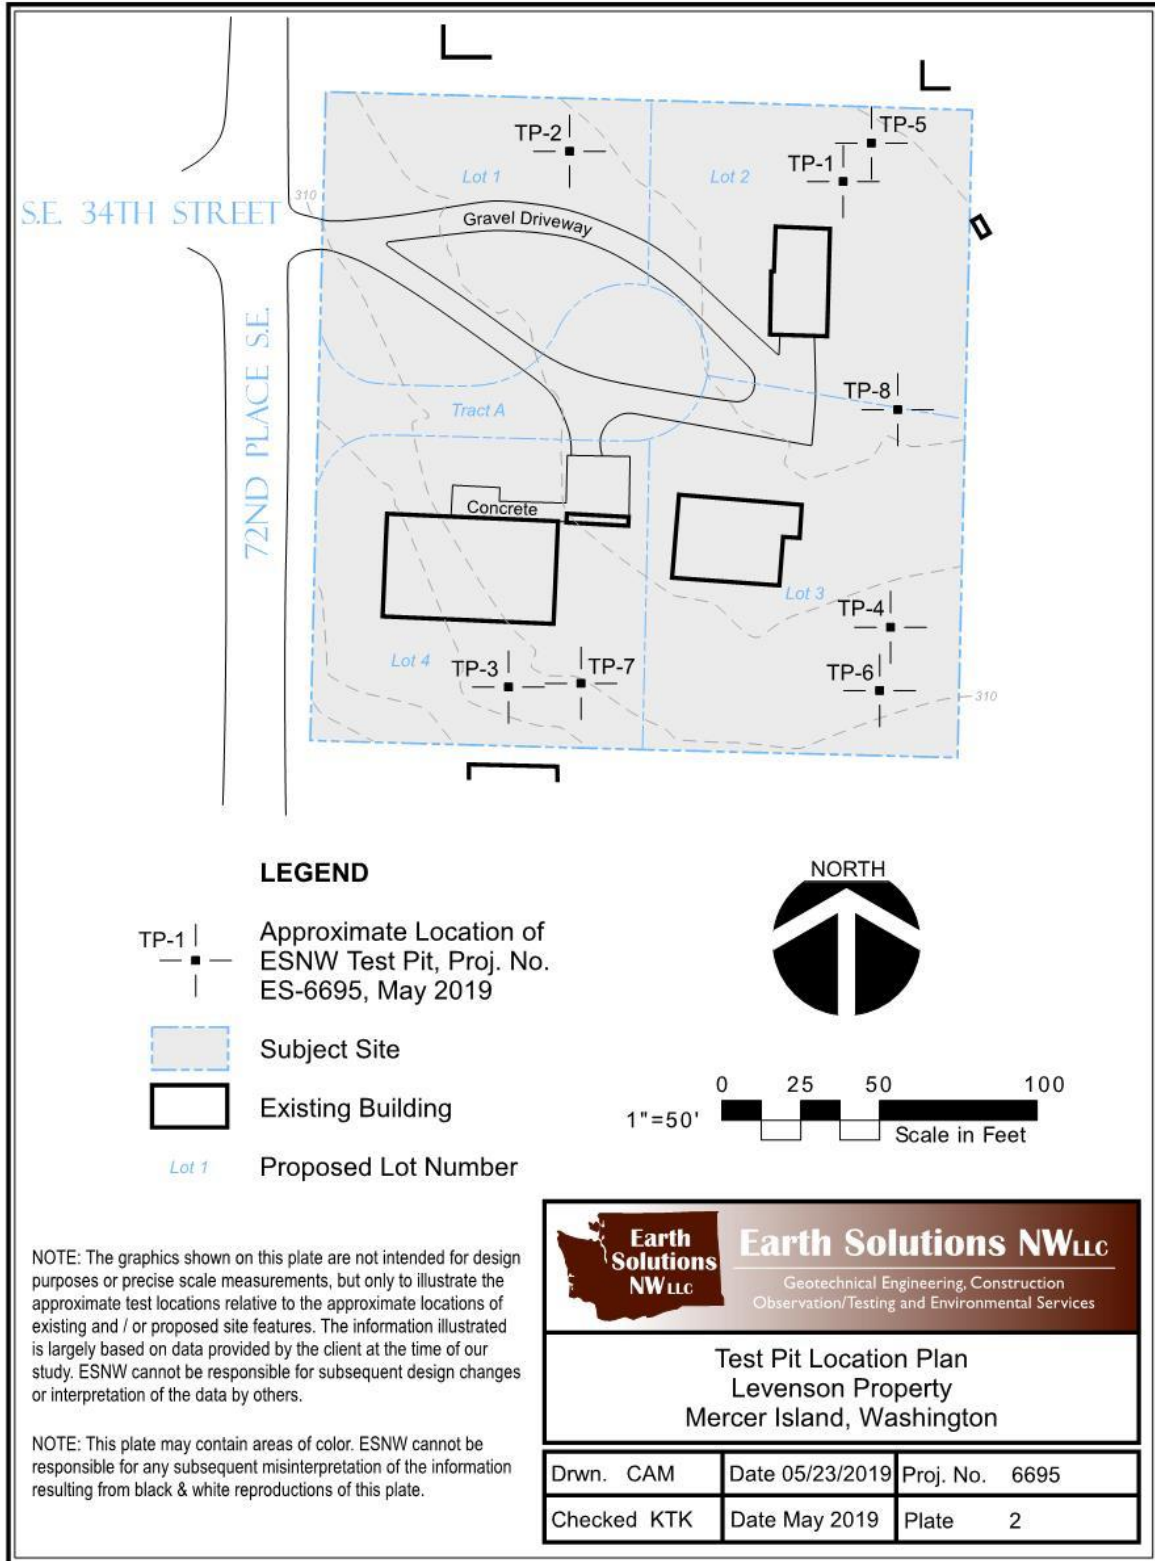 TP-5
TP-2
TP-1
Lot 1
Lot 2
310
S.E. 34TH STREET
Gravel Driveway
72ND PLACE S.E.
TP-8
Tract A
Concrete
Lot 3
TP-4
Lot 4
TP-3
TP-7
TP-6
310
LEGEND
TP-1
Approximate Location of
ESNW Test Pit, Proj. No.
ES-6695, May 2019
Subject Site
Existing Building
Lot 1
Proposed Lot Number
NORTH
0 25 50 100
1"=50'
Scale in Feet
NOTE: The graphics shown on this plate are not intended for design
purposes or precise scale measurements, but only to illustrate the
approximate test locations relative to the approximate locations of
existing and / or proposed site features. The information illustrated
is largely based on data provided by the client at the time of our
study. ESNW cannot be responsible for subsequent design changes
or interpretation of the data by others.
NOTE: This plate may contain areas of color. ESNW cannot be
responsible for any subsequent misinterpretation of the information
resulting from black & white reproductions of this plate.
Earth
Solutions
NWLLC
Earth Solutions NWLLC
Geotechnical Engineering, Construction
Observation/Testing and Environmental Services
Test Pit Location Plan
Levenson Property
Mercer Island, Washington
Drwn. CAM
Date 05/23/2019
Proj. No. 6695
Checked KTK
Date May 2019
Plate 2